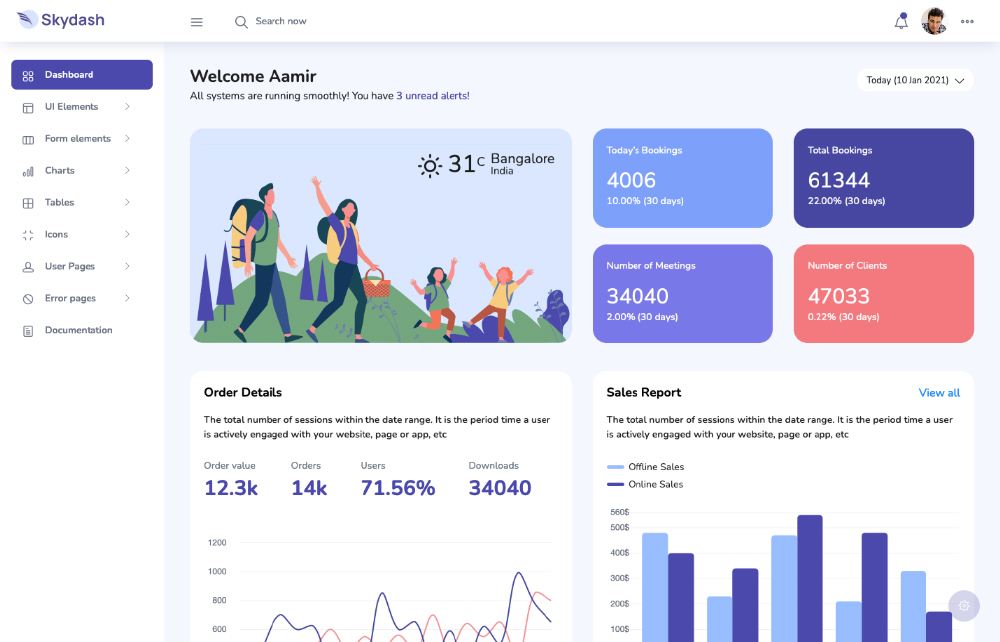 Skydash
Search now
Dashboard
UI Elements
Form elements
Charts
Tables
Icons
User Pages
Error pages
Documentation
Welcome Aamir
All systems are running smoothly! You have 3 unread alerts!
Today (10 Jan 2021)
31C Bangalore
India
Today's Bookings
4006
10.00% (30 days)
Total Bookings
61344
22.00% (30 days)
Number of Meetings
34040
2.00% (30 days)
Number of Clients
47033
0.22% (30 days)
Order Details
The total number of sessions within the date range. It is the period time a user
is actively engaged with your website, page or app, etc
Order value
12.3k
Orders
14k
Users
71.56%
Downloads
34040
1200
1000
800
600
Sales Report
View all
The total number of sessions within the date range. It is the period time a user
is actively engaged with your website, page or app, etc
Offline Sales
Online Sales
560$
500$
400$
300$
200$
100$